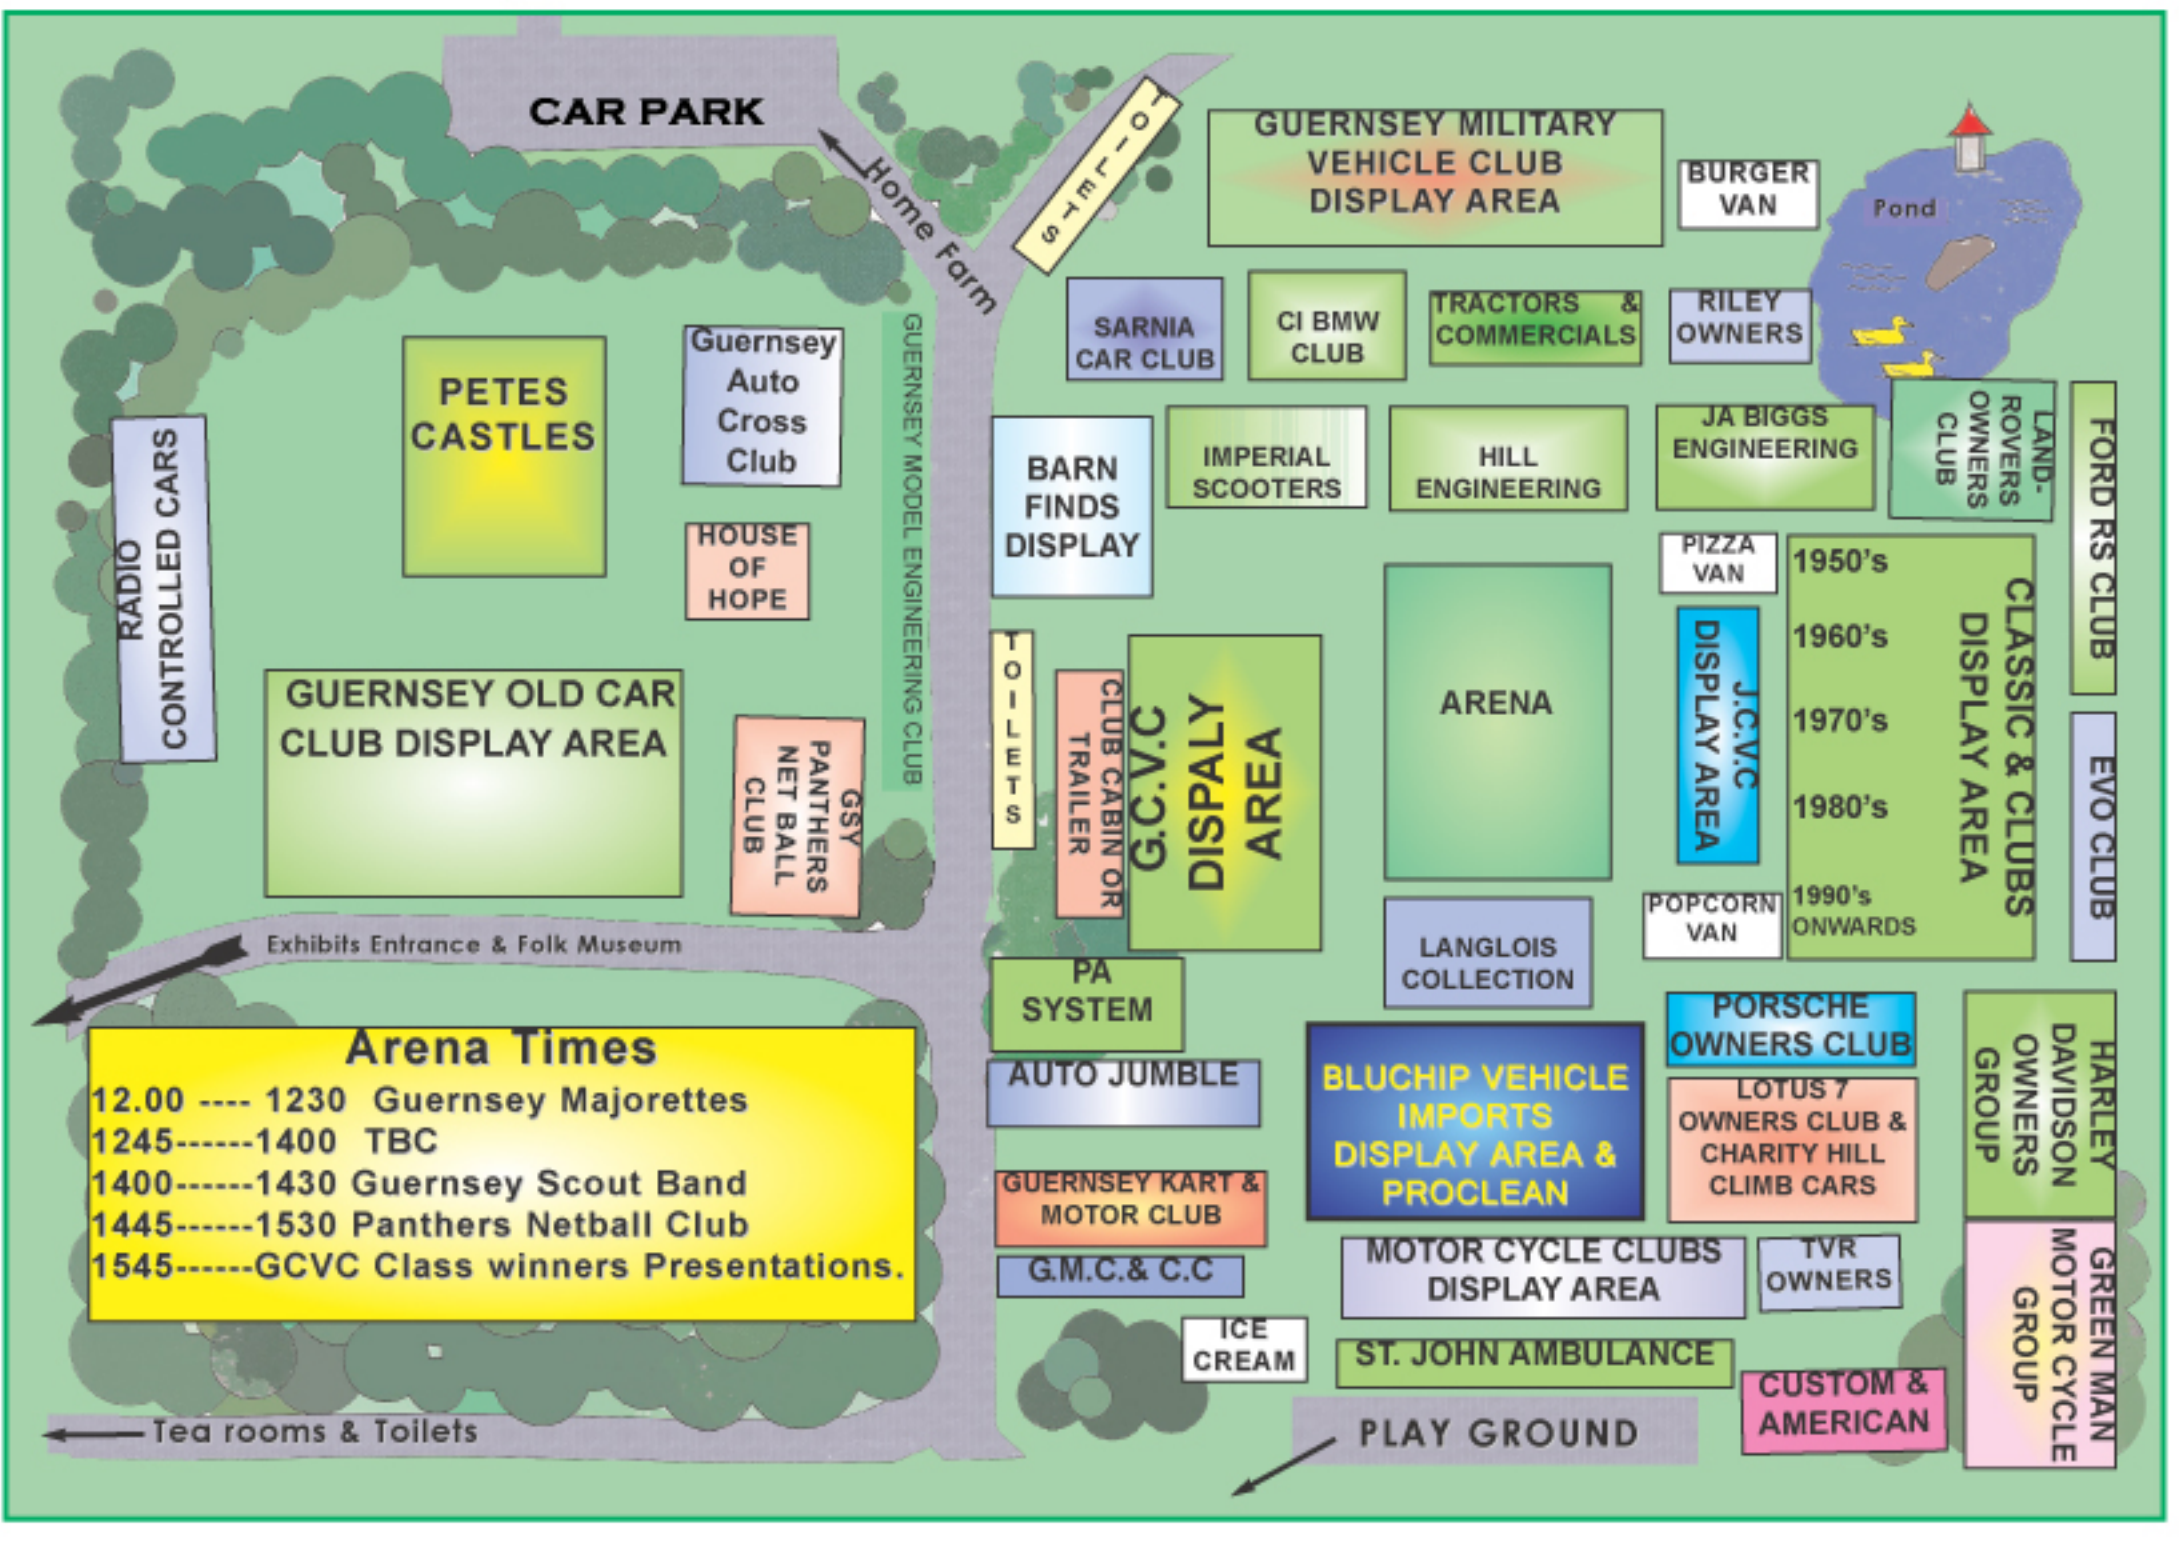 CAR PARK
Home Farm
TOILETS
GUERNSEY MILITARY
VEHICLE CLUB
DISPLAY AREA
BURGER
VAN
Pond
SARNIA
CAR CLUB
CI BMW
CLUB
TRACTORS &
COMMERCIALS
RILEY
OWNERS
PETES
CASTLES
Guernsey
Auto
Cross
Club
GUERNSEY MODEL ENGINEERING CLUB
RADIO
CONTROLLED CARS
HOUSE
OF
HOPE
BARN
FINDS
DISPLAY
IMPERIAL
SCOOTERS
HILL
ENGINEERING
JA BIGGS
ENGINEERING
LAND-
ROVERS
OWNERS
CLUB
FORD RS CLUB
PIZZA
VAN
1950's
1960's
1970's
1980's
1990's
ONWARDS
CLASSIC & CLUBS
DISPLAY AREA
J.C.V.C
DISPLAY AREA
POPCORN
VAN
EVO CLUB
GUERNSEY OLD CAR
CLUB DISPLAY AREA
GSY
PANTHERS
NET BALL
CLUB
TOILETS
CLUB CABIN OR
TRAILER
G.C.V.C
DISPALY
AREA
ARENA
LANGLOIS
COLLECTION
Exhibits Entrance & Folk Museum
PA
SYSTEM
AUTO JUMBLE
BLUCHIP VEHICLE
IMPORTS
DISPLAY AREA &
PROCLEAN
PORSCHE
OWNERS CLUB
LOTUS 7
OWNERS CLUB &
CHARITY HILL
CLIMB CARS
HARLEY
DAVIDSON
OWNERS
GROUP
Arena Times
12.00 ---- 1230 Guernsey Majorettes
1245------1400 TBC
1400------1430 Guernsey Scout Band
1445------1530 Panthers Netball Club
1545------GCVC Class winners Presentations.
GUERNSEY KART &
MOTOR CLUB
G.M.C.& C.C
MOTOR CYCLE CLUBS
DISPLAY AREA
TVR
OWNERS
GREEN MAN
MOTOR CYCLE
GROUP
ICE
CREAM
ST. JOHN AMBULANCE
CUSTOM &
AMERICAN
Tea rooms & Toilets
PLAY GROUND